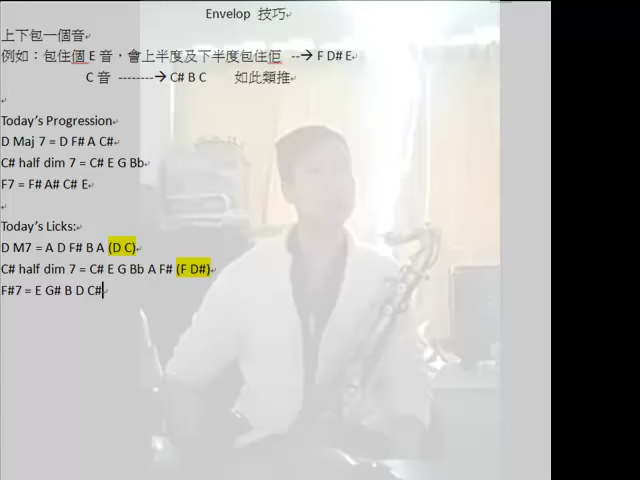 Envelop 技巧
上下包一個音
例如：包住個 E 音，會上半度及下半度包住佢 --→ F D# E
C 音 --------→ C# B C 如此類推
Today's Progression
D Maj 7 = D F# A C#
C# half dim 7 = C# E G Bb
F7 = F# A# C# E
Today's Licks:
D M7 = A D F# B A (D C)
C# half dim 7 = C# E G Bb A F# (F D#)
F#7 = E G# B D C#